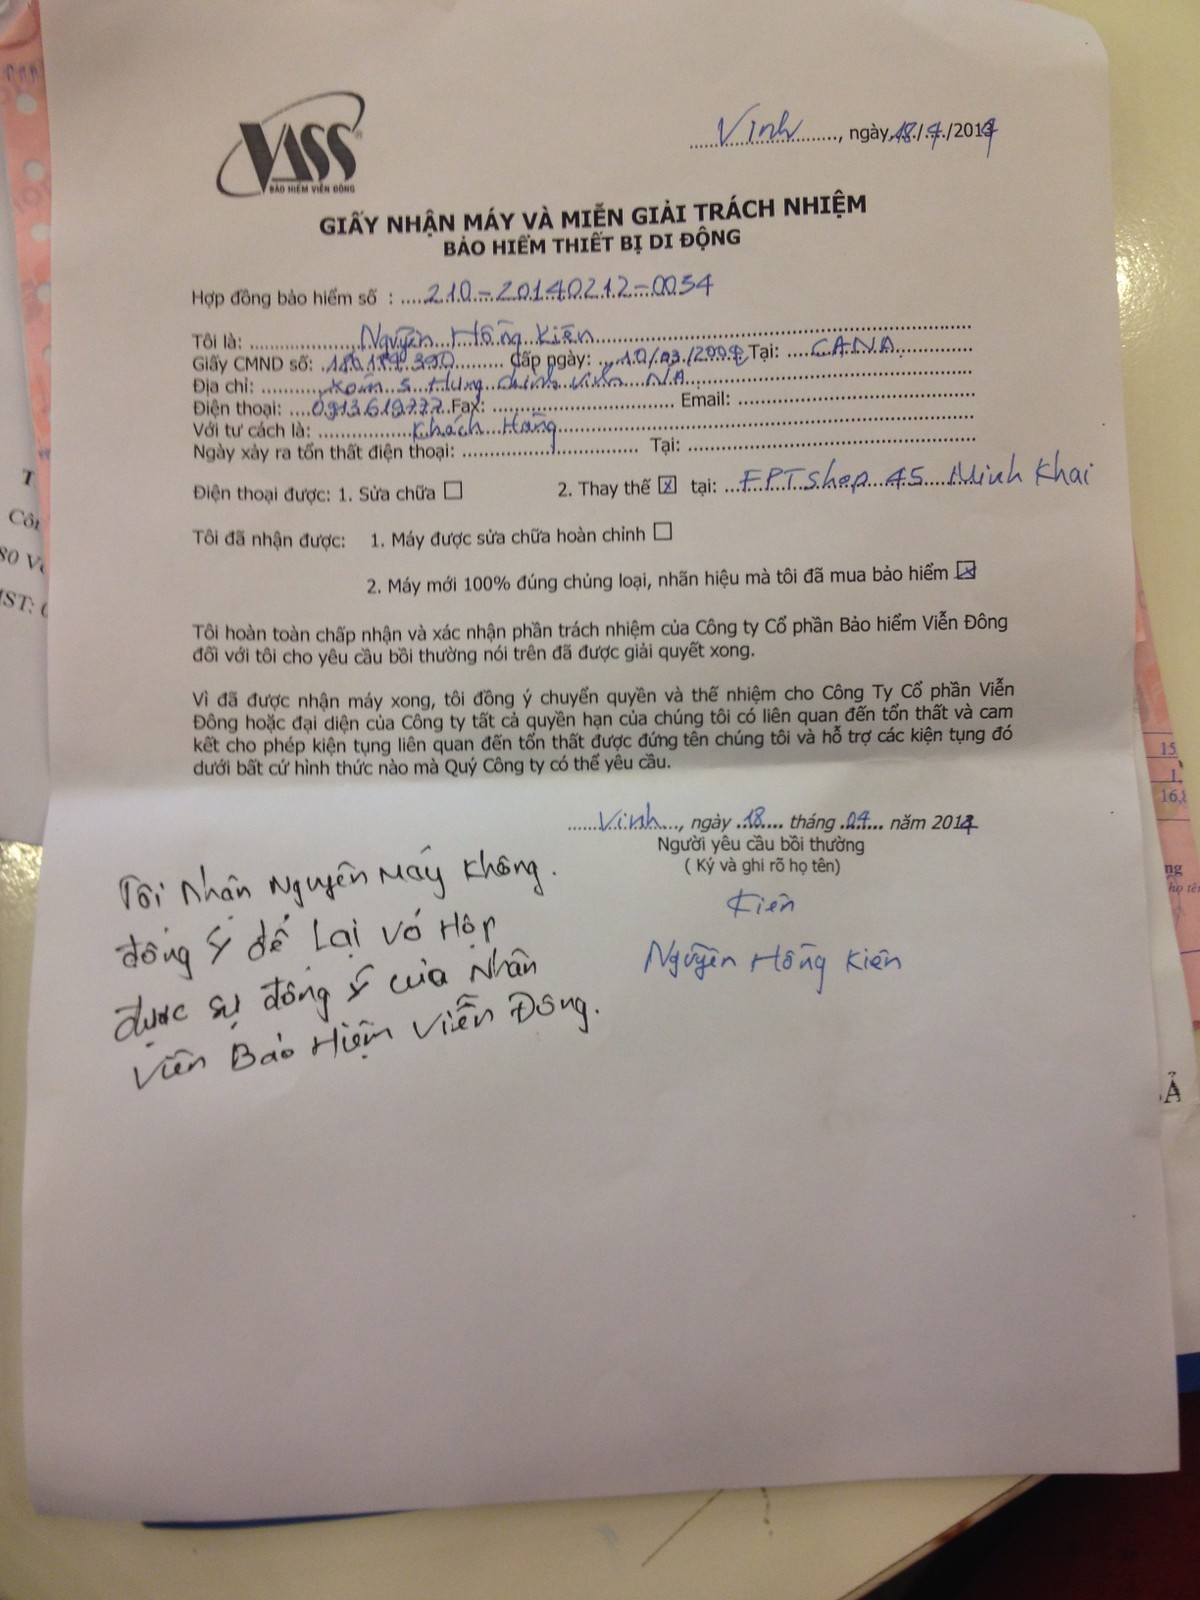 VASS®
BẢO HIỂM VIỄN ĐÔNG
Vinh, ngày 18/4/2014
GIẤY NHẬN MÁY VÀ MIỄN GIẢI TRÁCH NHIỆM
BẢO HIỂM THIẾT BỊ DI ĐỘNG
Hợp đồng bảo hiểm số : 210-20140212-0054
Tôi là: Nguyễn Hồng Kiên
Giấy CMND số: Cấp ngày: 10/03/2009 Tại: CANA
Địa chỉ: xóm 5 Hưng chính vinh NA
Điện thoại: 0913619777 Fax: Email:
Với tư cách là: Khách Hàng
Ngày xảy ra tổn thất điện thoại: Tại:
Điện thoại được: 1. Sửa chữa 2. Thay thế x tại: FPTshop 45 Minh Khai
Tôi đã nhận được: 1. Máy được sửa chữa hoàn chỉnh
2. Máy mới 100% đúng chủng loại, nhãn hiệu mà tôi đã mua bảo hiểm x
Tôi hoàn toàn chấp nhận và xác nhận phần trách nhiệm của Công ty Cổ phần Bảo hiểm Viễn Đông
đối với tôi cho yêu cầu bồi thường nói trên đã được giải quyết xong.
Vì đã được nhận máy xong, tôi đồng ý chuyển quyền và thế nhiệm cho Công Ty Cổ phần Viễn
Đông hoặc đại diện của Công ty tất cả quyền hạn của chúng tôi có liên quan đến tổn thất và cam
kết cho phép kiện tụng liên quan đến tổn thất được đứng tên chúng tôi và hỗ trợ các kiện tụng đó
dưới bất cứ hình thức nào mà Quý Công ty có thể yêu cầu.
Vinh, ngày 18 tháng 04 năm 2014
Người yêu cầu bồi thường
( Ký và ghi rõ họ tên)
Kiên
Nguyễn Hồng Kiên
Tôi Nhận Nguyên Máy Không.
đồng Ý để Lại vỏ Hộp
được sự đồng ý của Nhân
Viên Bảo Hiệm Viễn Đông.